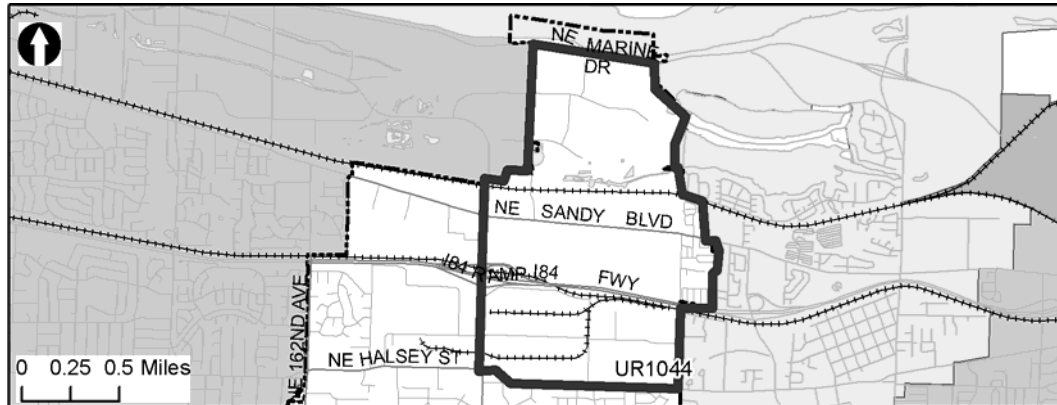 NE MARINE
DR
NE SANDY BLVD
I84 RAMP I84 FWY
NE 162ND AVE
NE HALSEY ST
UR1044
0 0.25 0.5 Miles